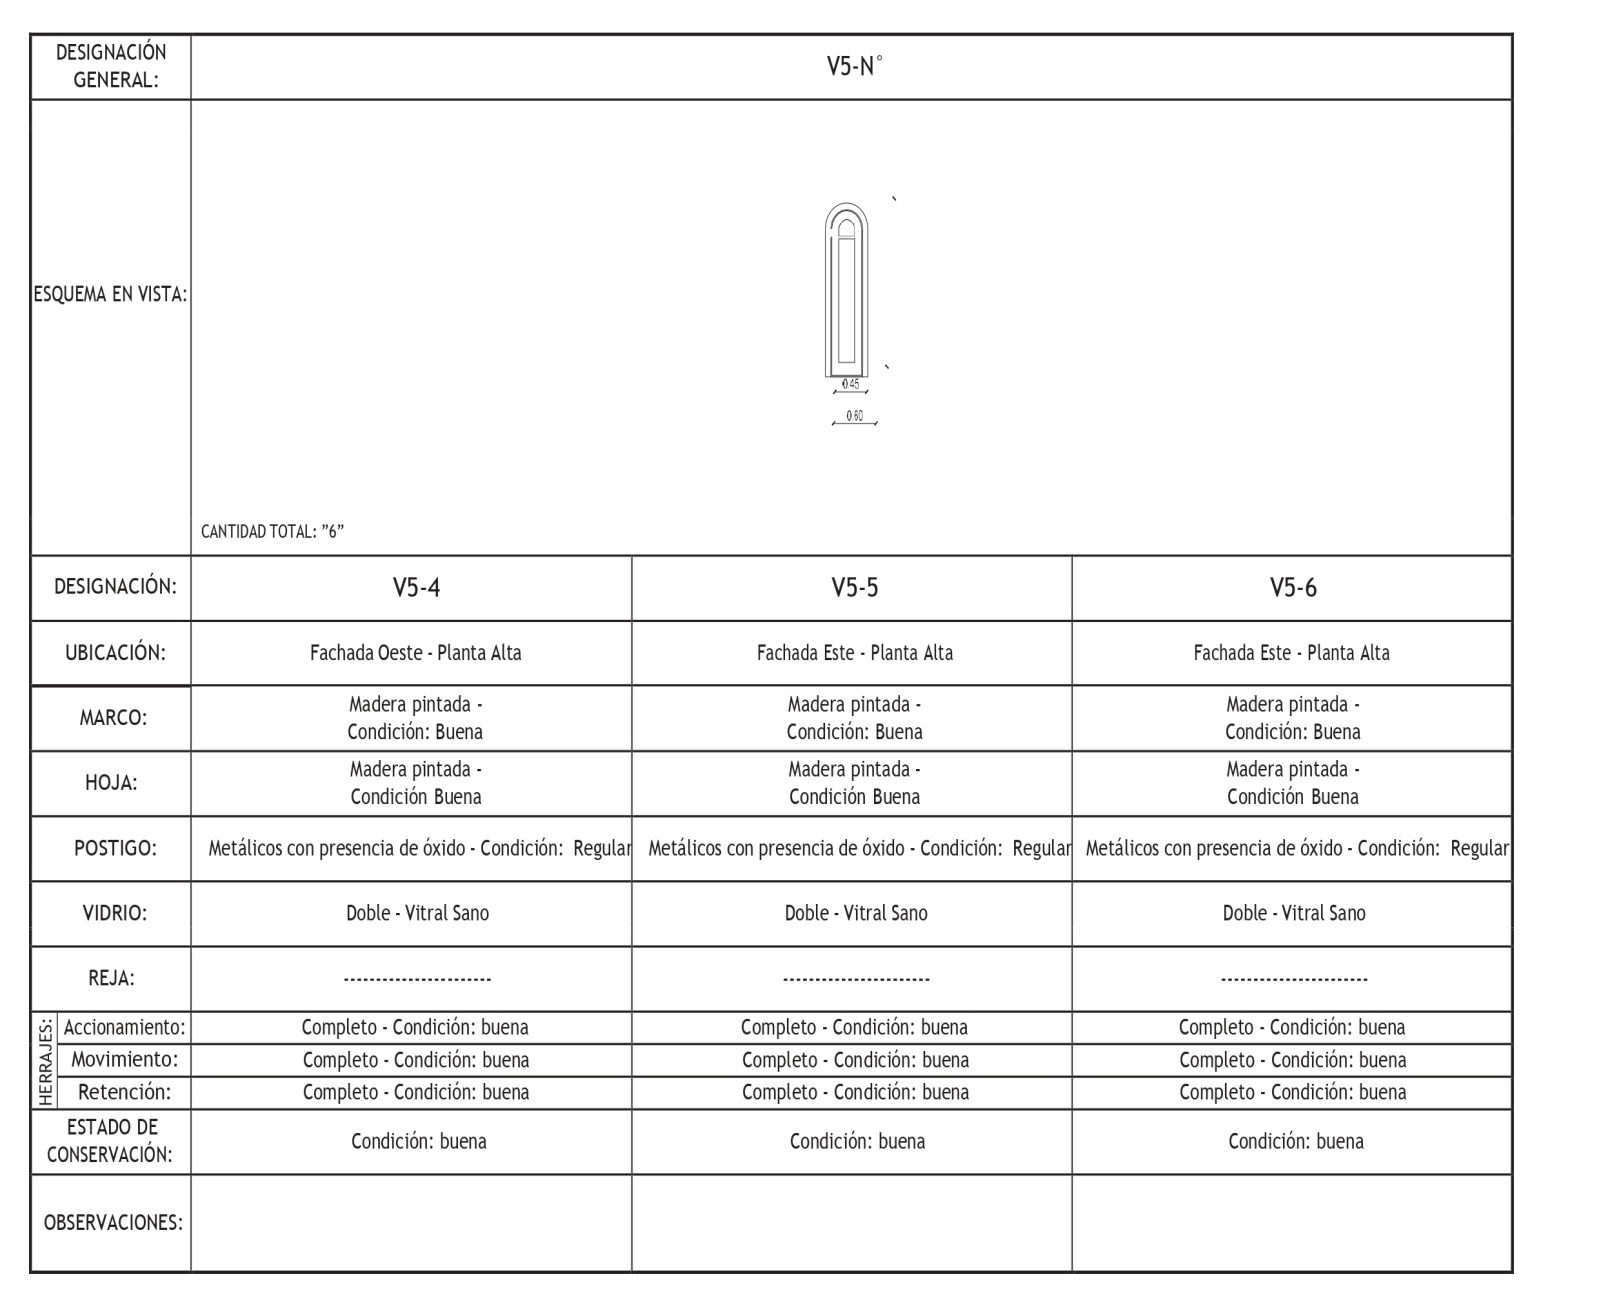 DESIGNACIÓN
GENERAL:
V5-N°
ESQUEMA EN VISTA:
0.45
0.60
CANTIDAD TOTAL: ”6”
DESIGNACIÓN:
V5-4
V5-5
V5-6
UBICACIÓN:
Fachada Oeste - Planta Alta
Fachada Este - Planta Alta
Fachada Este - Planta Alta
MARCO:
Madera pintada -
Condición: Buena
Madera pintada -
Condición: Buena
Madera pintada -
Condición: Buena
HOJA:
Madera pintada -
Condición Buena
Madera pintada -
Condición Buena
Madera pintada -
Condición Buena
POSTIGO:
Metálicos con presencia de óxido - Condición: Regular
Metálicos con presencia de óxido - Condición: Regular
Metálicos con presencia de óxido - Condición: Regular
VIDRIO:
Doble - Vitral Sano
Doble - Vitral Sano
Doble - Vitral Sano
REJA:
-----------------------
-----------------------
-----------------------
HERRAJES:
Accionamiento:
Completo - Condición: buena
Completo - Condición: buena
Completo - Condición: buena
Movimiento:
Completo - Condición: buena
Completo - Condición: buena
Completo - Condición: buena
Retención:
Completo - Condición: buena
Completo - Condición: buena
Completo - Condición: buena
ESTADO DE
CONSERVACIÓN:
Condición: buena
Condición: buena
Condición: buena
OBSERVACIONES: